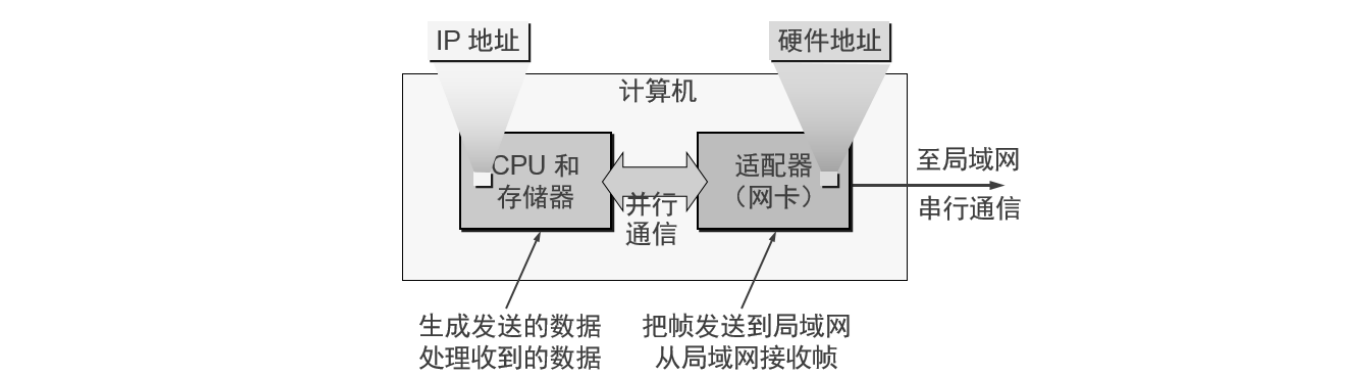 IP 地址
硬件地址
计算机
CPU 和
存储器
并行
通信
适配器
（网卡）
至局域网
串行通信
生成发送的数据
处理收到的数据
把帧发送到局域网
从局域网接收帧